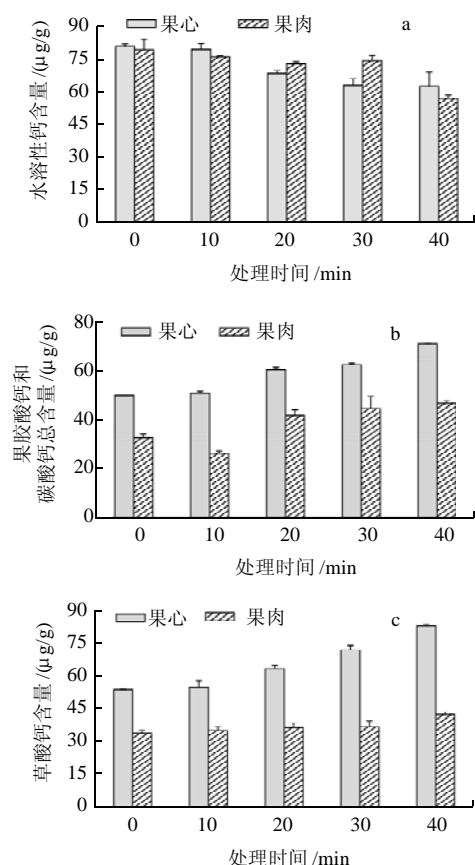 90
75
60
45
30
15
0
果心 果肉 a
水溶性钙含量/(μg/g)
0 10 20 30 40
处理时间/min
80
60
40
20
0
果心 果肉 b
果胶酸钙和
碳酸钙总含量/(μg/g)
0 10 20 30 40
处理时间/min
90
75
60
45
30
15
0
果心 果肉 c
草酸钙含量/(μg/g)
0 10 20 30 40
处理时间/min